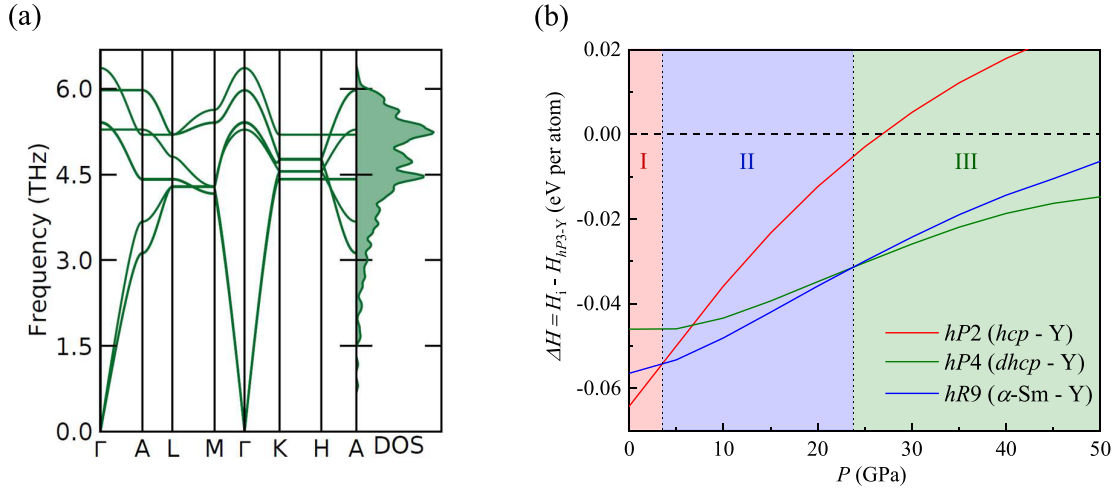 (a)
Frequency (THz)
6.0
4.5
3.0
1.5
0.0
Γ A L M Γ K H A DOS
(b)
ΔH = Hi - HhP3-Y (eV per atom)
0.02
0.00
-0.02
-0.04
-0.06
I II III
hP2 (hcp - Y)
hP4 (dhcp - Y)
hR9 (α-Sm - Y)
0 10 20 30 40 50
P (GPa)